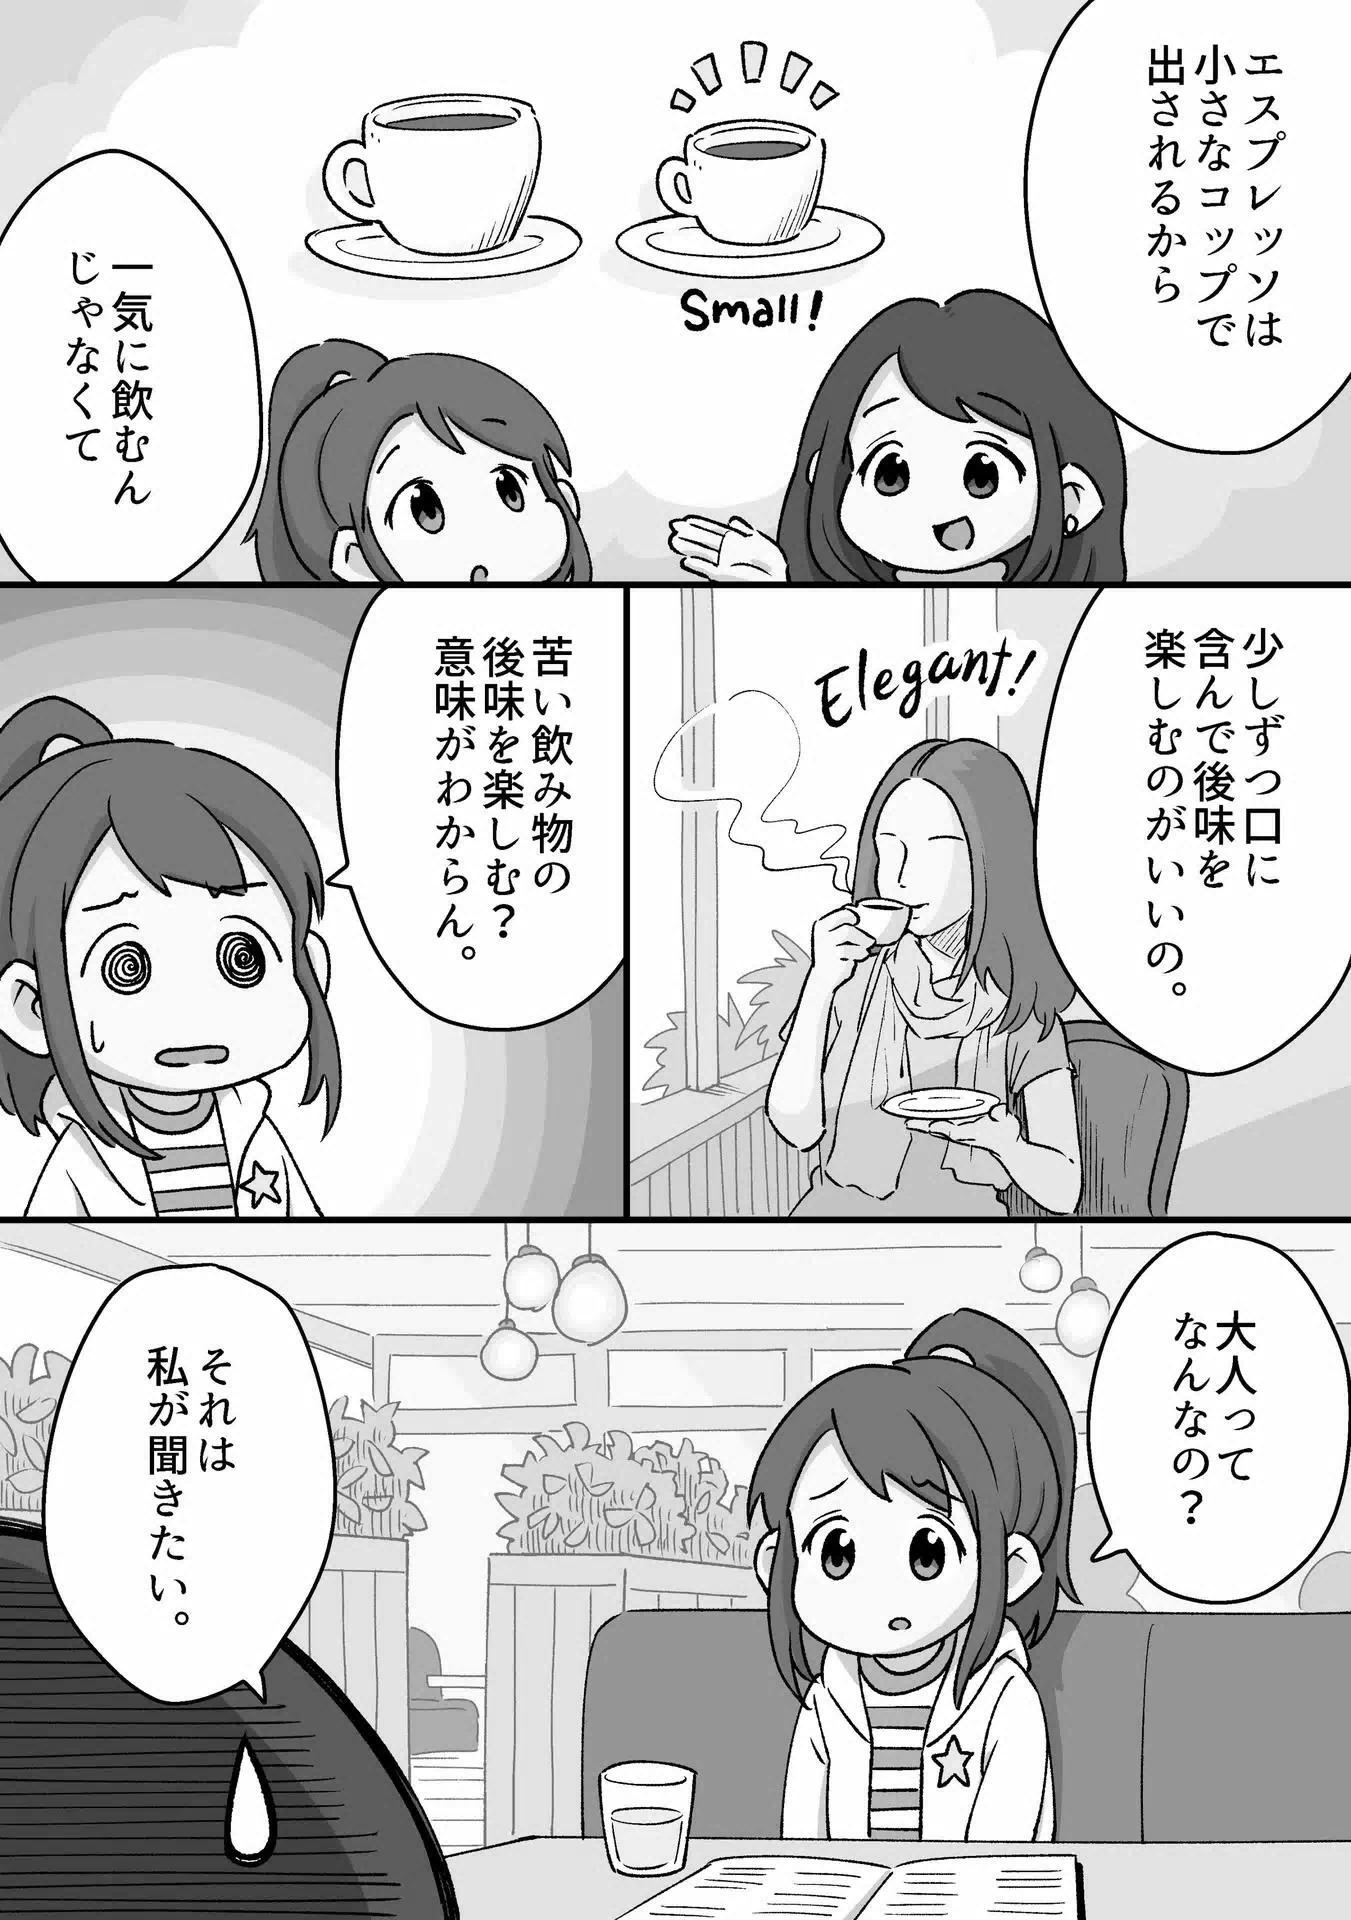 エスプレッソは
小さなコップで
出されるから
Small!
一気に飲むん
じゃなくて
少しずつ口に
含んで後味を
楽しむのがいいの。
Elegant!
苦い飲み物の
後味を楽しむ?
意味がわからん。
大人って
なんなの?
それは
私が聞きたい。